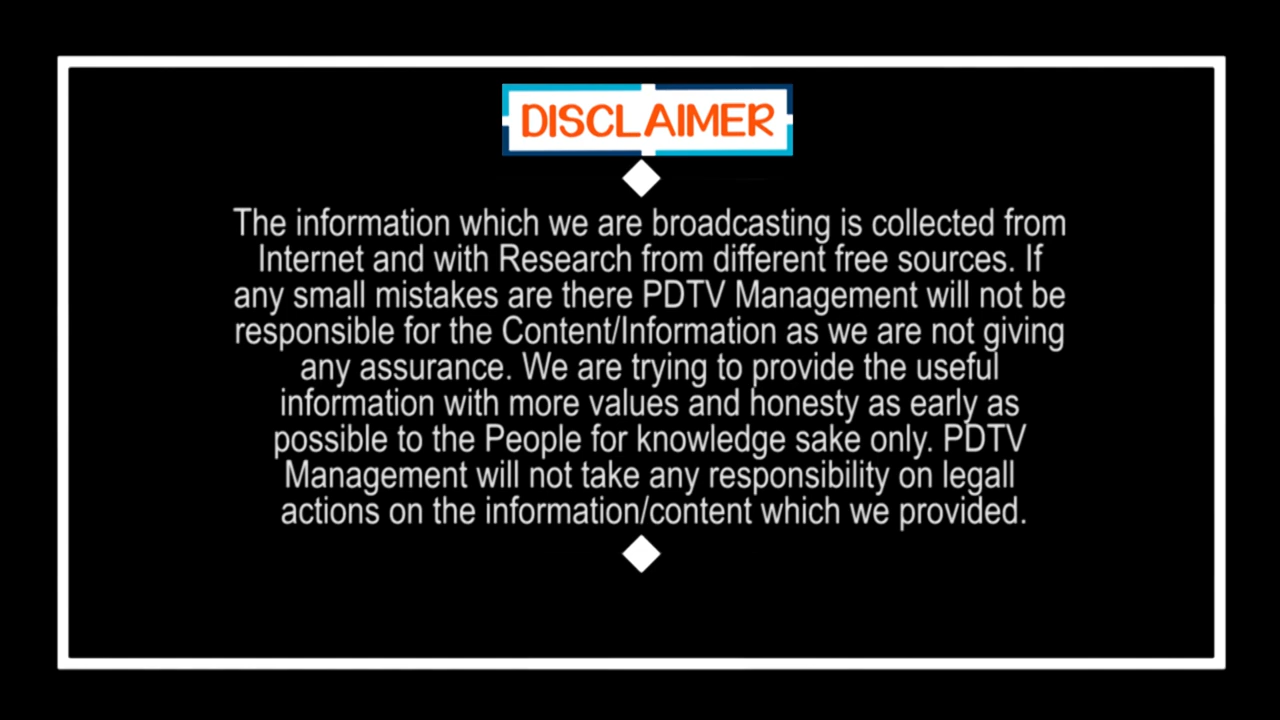 DISCLAIMER
The information which we are broadcasting is collected from
Internet and with Research from different free sources. If
any small mistakes are there PDTV Management will not be
responsible for the Content/Information as we are not giving
any assurance. We are trying to provide the useful
information with more values and honesty as early as
possible to the People for knowledge sake only. PDTV
Management will not take any responsibility on legall
actions on the information/content which we provided.